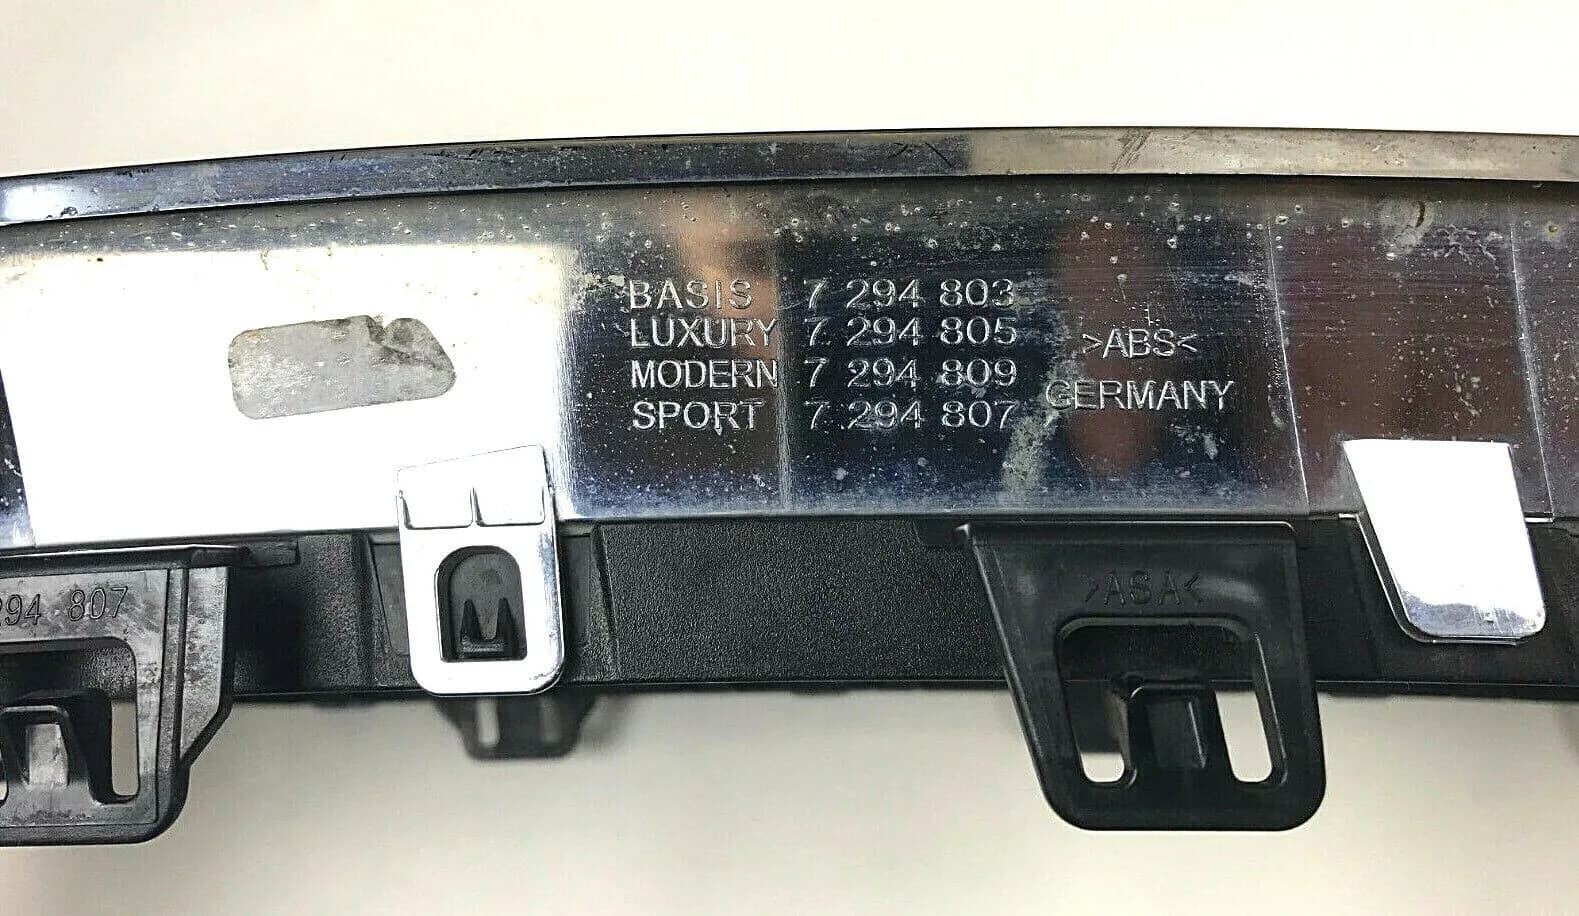 BASIS 7 294 803
LUXURY 7 294 805
MODERN 7 294 809
SPORT 7 294 807
>ABS<
GERMANY
294 807
>ASA<